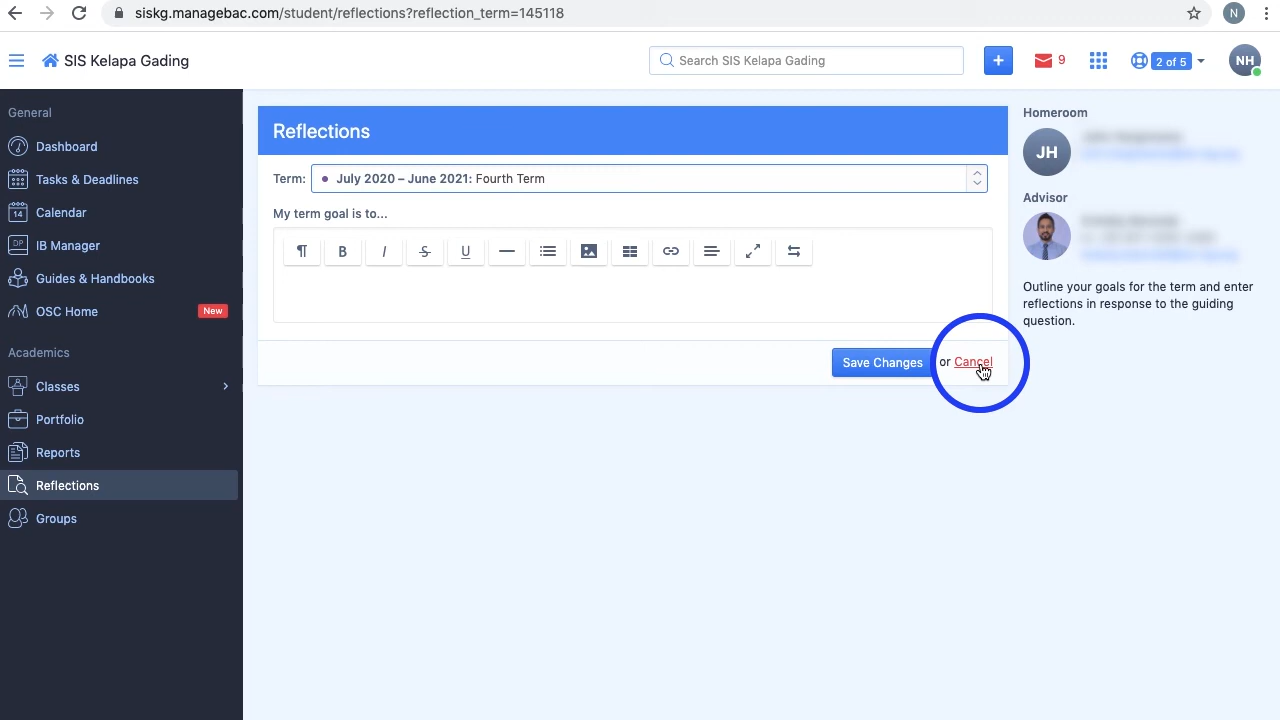 siskg.managebac.com/student/reflections?reflection_term=145118
N
SIS Kelapa Gading
Search SIS Kelapa Gading
+
9
2 of 5
NH
General
Dashboard
Tasks & Deadlines
14
Calendar
DP
IB Manager
Guides & Handbooks
OSC Home
New
Academics
Classes
Portfolio
Reports
Reflections
Groups
Reflections
Term:
• July 2020 – June 2021: Fourth Term
My term goal is to...
¶ B I S U
Save Changes or Cancel
Homeroom
JH
Advisor
Outline your goals for the term and enter
reflections in response to the guiding
question.